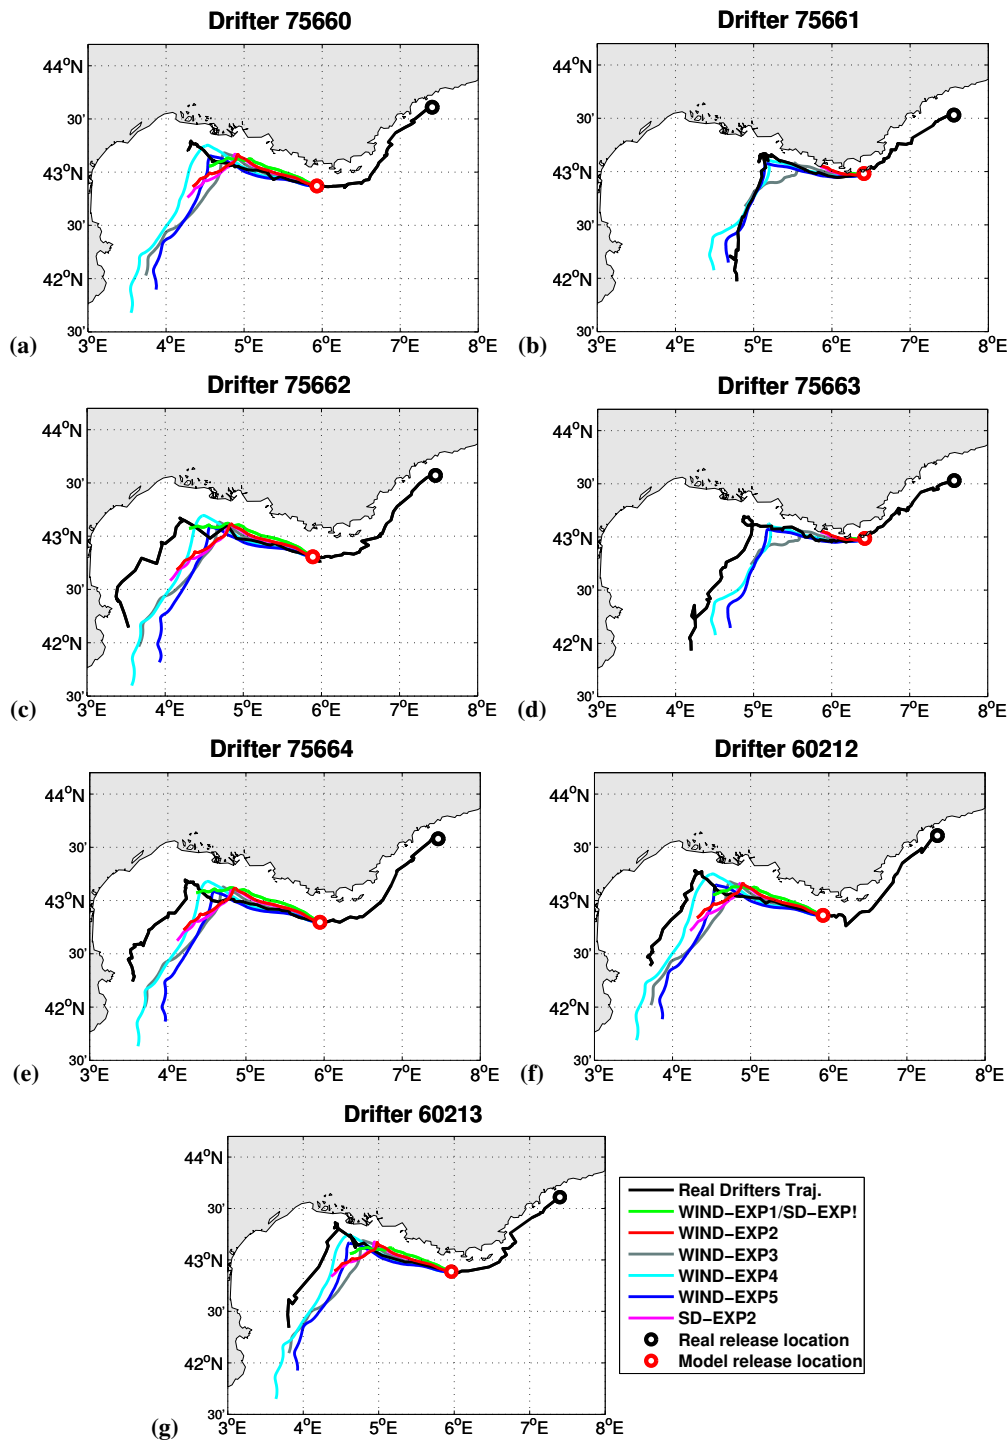 Drifter 75660
44°N
30'
43°N
30'
42°N
30'
3°E 4°E 5°E 6°E 7°E 8°E
(a)
Drifter 75661
44°N
30'
43°N
30'
42°N
30'
3°E 4°E 5°E 6°E 7°E 8°E
(b)
Drifter 75662
44°N
30'
43°N
30'
42°N
30'
3°E 4°E 5°E 6°E 7°E 8°E
(c)
Drifter 75663
44°N
30'
43°N
30'
42°N
30'
3°E 4°E 5°E 6°E 7°E 8°E
(d)
Drifter 75664
44°N
30'
43°N
30'
42°N
30'
3°E 4°E 5°E 6°E 7°E 8°E
(e)
Drifter 60212
44°N
30'
43°N
30'
42°N
30'
3°E 4°E 5°E 6°E 7°E 8°E
(f)
Drifter 60213
44°N
30'
43°N
30'
42°N
30'
3°E 4°E 5°E 6°E 7°E 8°E
(g)
Real Drifters Traj.
WIND-EXP1/SD-EXP!
WIND-EXP2
WIND-EXP3
WIND-EXP4
WIND-EXP5
SD-EXP2
Real release location
Model release location